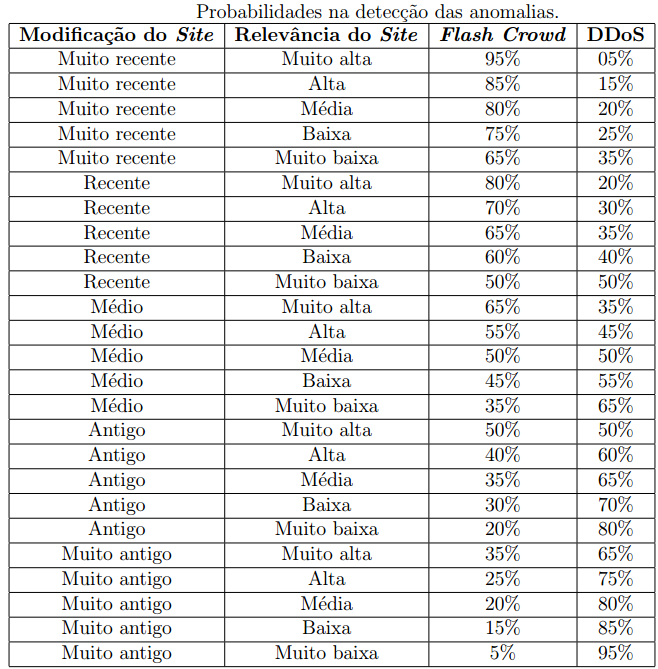 Probabilidades na detecção das anomalias.
Modificação do Site Relevância do Site Flash Crowd DDoS
Muito recente Muito alta 95% 05%
Muito recente Alta 85% 15%
Muito recente Média 80% 20%
Muito recente Baixa 75% 25%
Muito recente Muito baixa 65% 35%
Recente Muito alta 80% 20%
Recente Alta 70% 30%
Recente Média 65% 35%
Recente Baixa 60% 40%
Recente Muito baixa 50% 50%
Médio Muito alta 65% 35%
Médio Alta 55% 45%
Médio Média 50% 50%
Médio Baixa 45% 55%
Médio Muito baixa 35% 65%
Antigo Muito alta 50% 50%
Antigo Alta 40% 60%
Antigo Média 35% 65%
Antigo Baixa 30% 70%
Antigo Muito baixa 20% 80%
Muito antigo Muito alta 35% 65%
Muito antigo Alta 25% 75%
Muito antigo Média 20% 80%
Muito antigo Baixa 15% 85%
Muito antigo Muito baixa 5% 95%